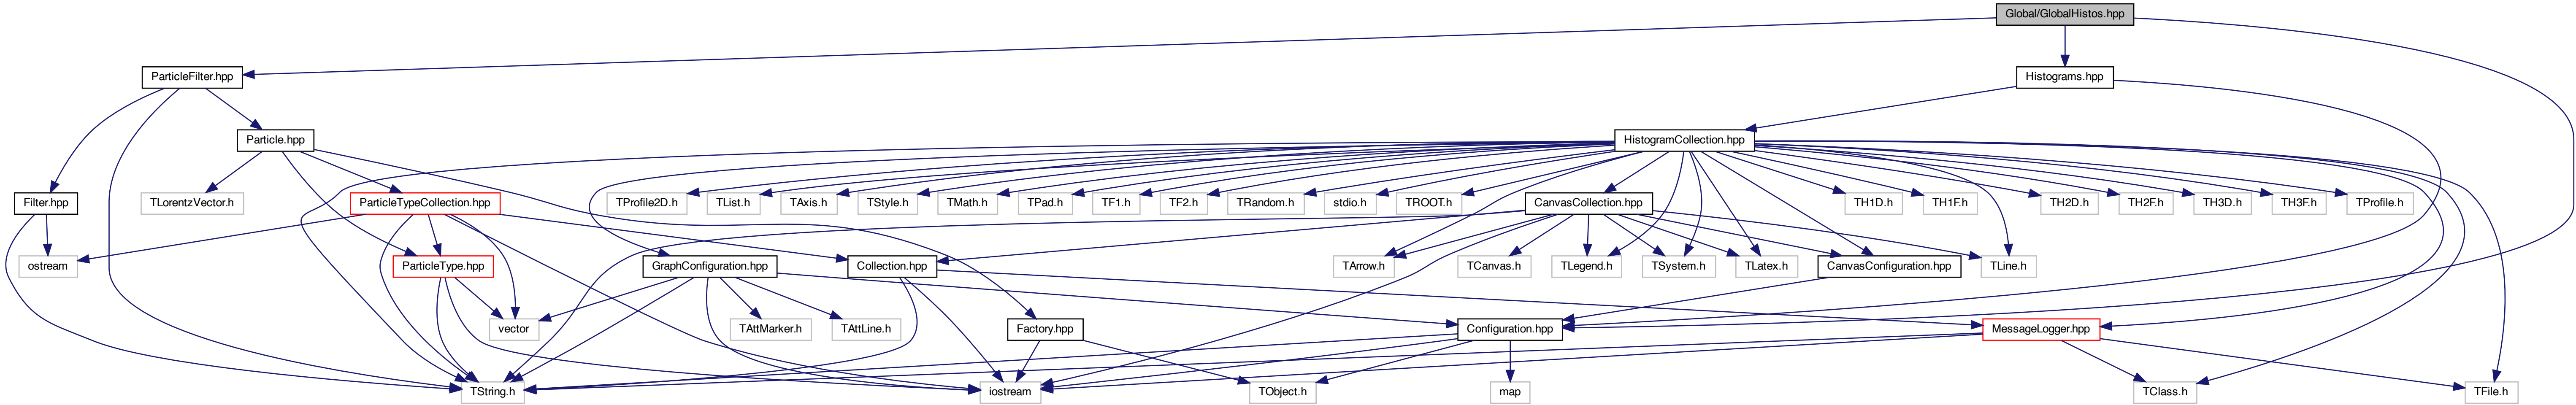 Global/GlobalHistos.hpp
ParticleFilter.hpp
Histograms.hpp
Particle.hpp
HistogramCollection.hpp
Filter.hpp
TLorentzVector.h
ParticleTypeCollection.hpp
TProfile2D.h
TList.h
TAxis.h
TStyle.h
TMath.h
TPad.h
TF1.h
TF2.h
TRandom.h
stdio.h
TROOT.h
CanvasCollection.hpp
TH1D.h
TH1F.h
TH2D.h
TH2F.h
TH3D.h
TH3F.h
TProfile.h
ostream
ParticleType.hpp
GraphConfiguration.hpp
Collection.hpp
TArrow.h
TCanvas.h
TLegend.h
TSystem.h
TLatex.h
CanvasConfiguration.hpp
TLine.h
vector
TAttMarker.h
TAttLine.h
Factory.hpp
Configuration.hpp
MessageLogger.hpp
TString.h
iostream
TObject.h
map
TClass.h
TFile.h